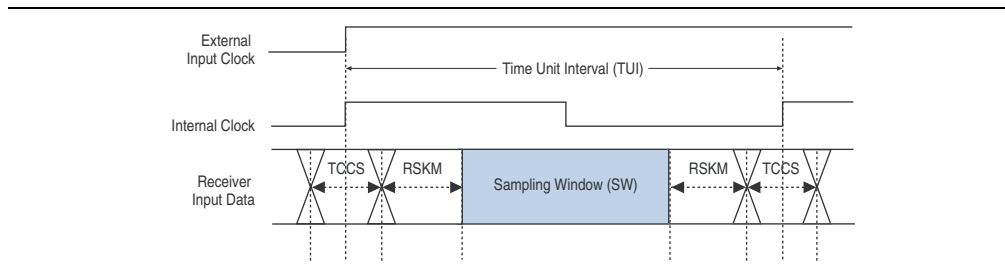 External
Input Clock
Time Unit Interval (TUI)
Internal Clock
Receiver
Input Data
TCCS
RSKM
Sampling Window (SW)
RSKM
TCCS